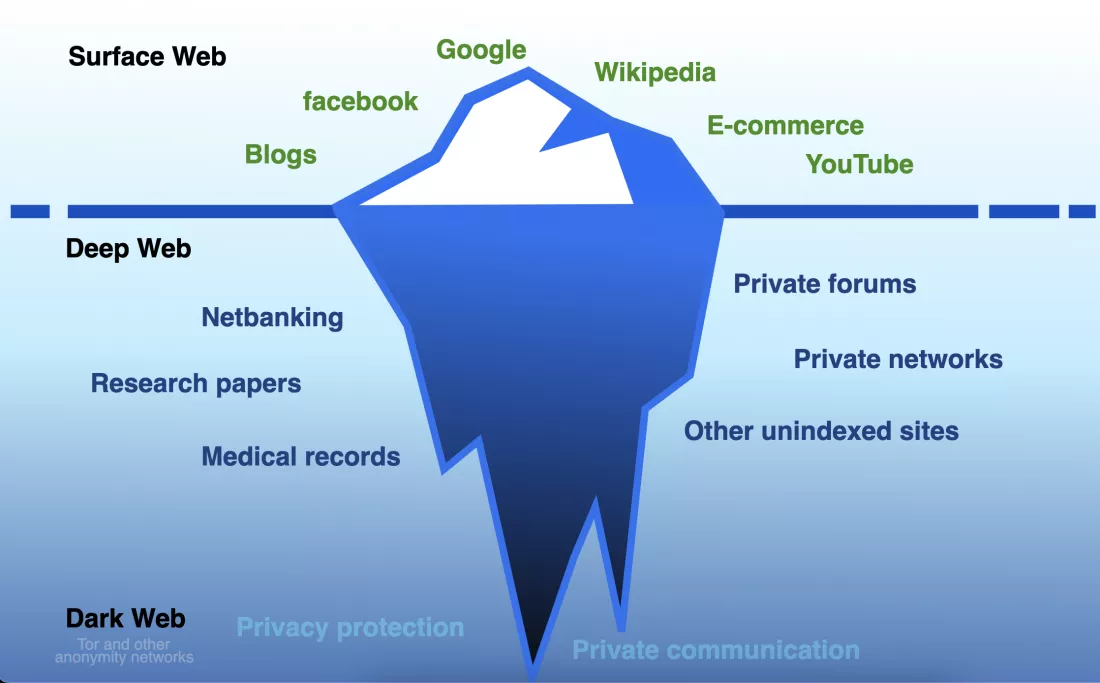 Google
Surface Web
Wikipedia
facebook
E-commerce
Blogs
YouTube
Deep Web
Private forums
Netbanking
Private networks
Research papers
Other unindexed sites
Medical records
Dark Web
Tor and other
anonymity networks
Privacy protection
Private communication